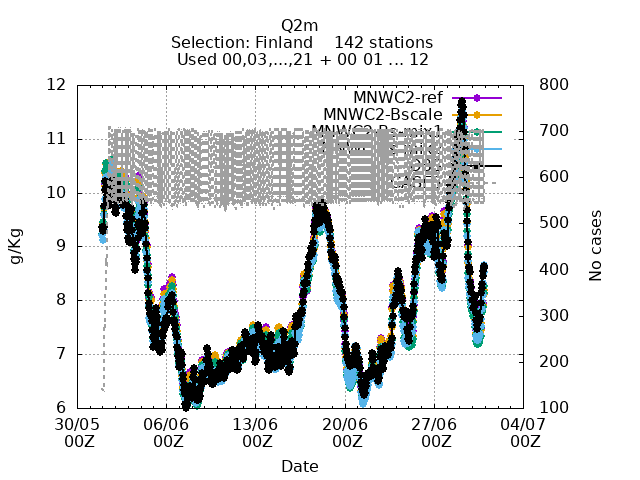 Q2m
Selection: Finland 142 stations
Used 00,03,...,21 + 00 01 ... 12
12
11
10
9
8
7
6
g/Kg
800
700
600
500
400
300
200
100
No cases
MNWC2-ref
MNWC2-Bscale
30/05 06/06 13/06 20/06 27/06 04/07
00Z 00Z 00Z 00Z 00Z 00Z
Date